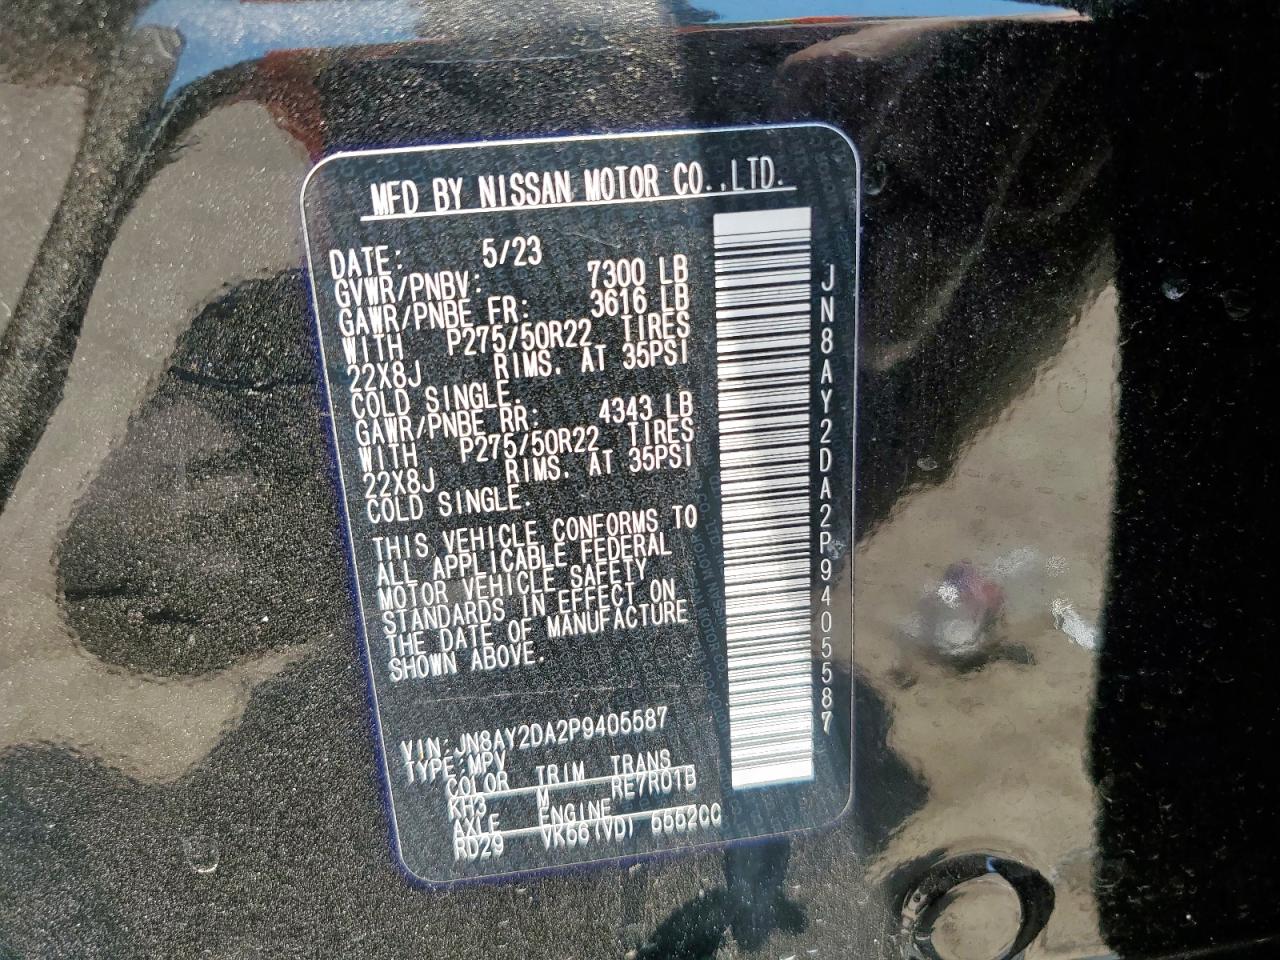 MFD BY NISSAN MOTOR CO.,LTD.
DATE: 5/23
GVWR/PNBV: 7300 LB
GAWR/PNBE FR: 3616 LB
WITH P275/50R22 TIRES
22X8J RIMS. AT 35PSI
COLD SINGLE.
GAWR/PNBE RR: 4343 LB
WITH P275/50R22 TIRES
22X8J RIMS. AT 35PSI
COLD SINGLE.
THIS VEHICLE CONFORMS TO
ALL APPLICABLE FEDERAL
MOTOR VEHICLE SAFETY
STANDARDS IN EFFECT ON
THE DATE OF MANUFACTURE
SHOWN ABOVE.
VIN:JN8AY2DA2P9405587
TYPE:MPV
COLOR TRIM TRANS
KH3 M RE7R01B
AXLE ENGINE
RD29 VK56(VD) 5552CC
JN8AY2DA2P9405587